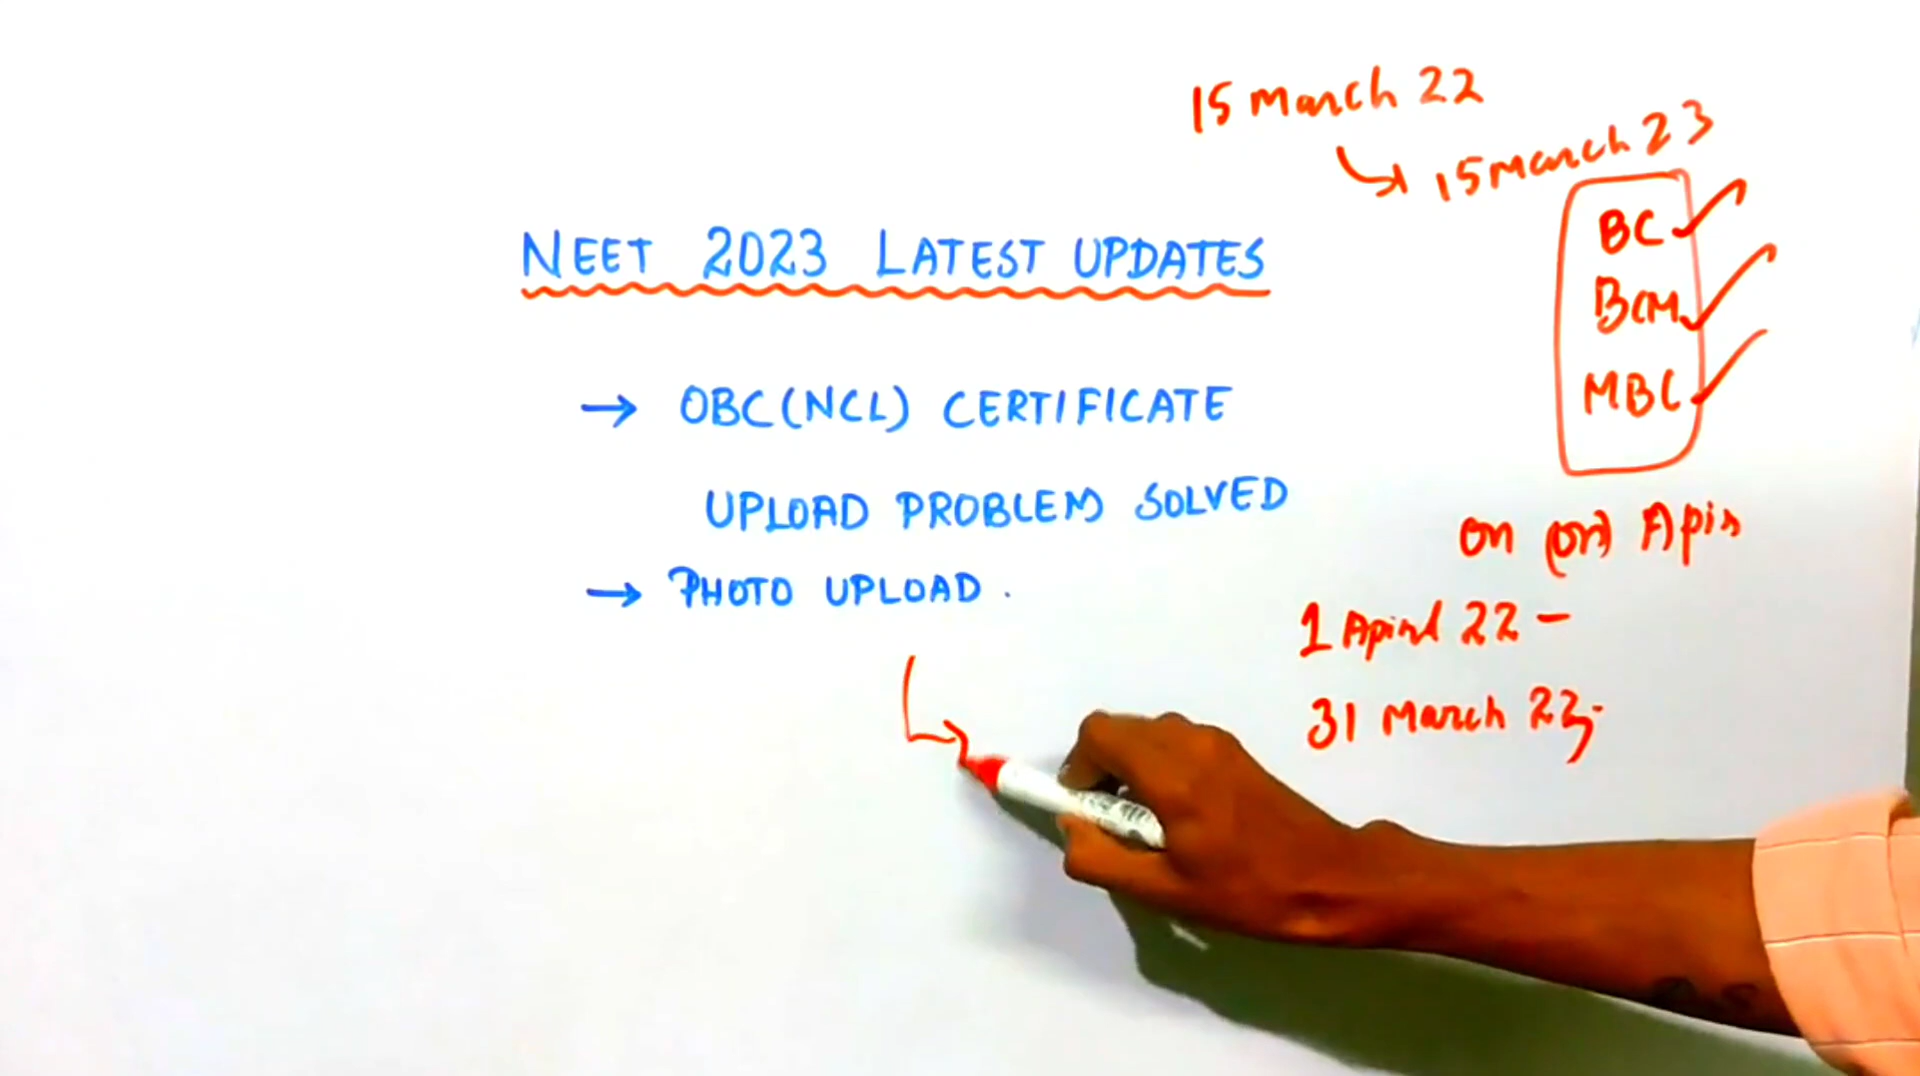 15 March 22
15 March 23
NEET 2023 LATEST UPDATES
BC
BCM
MBC
→ OBC(NCL) CERTIFICATE
UPLOAD PROBLEM SOLVED
on (or)
→ PHOTO UPLOAD.
1 April 22 –
31 March 23